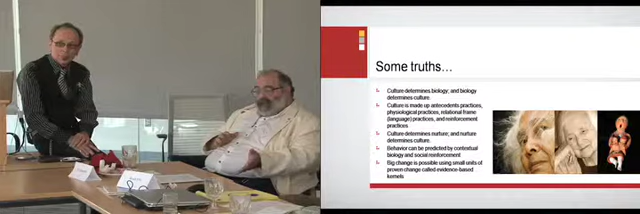 Some truths…
Culture determines biology; and biology
determines culture.
Culture is made up antecedents practices,
physiological practices, relational frame
(language) practices, and reinforcement
practices
Culture determines nurture; and nurture
determines culture.
Behavior can be predicted by contextual
biology and social reinforcement
Big change is possible using small units of
proven change called evidence-based
kernels